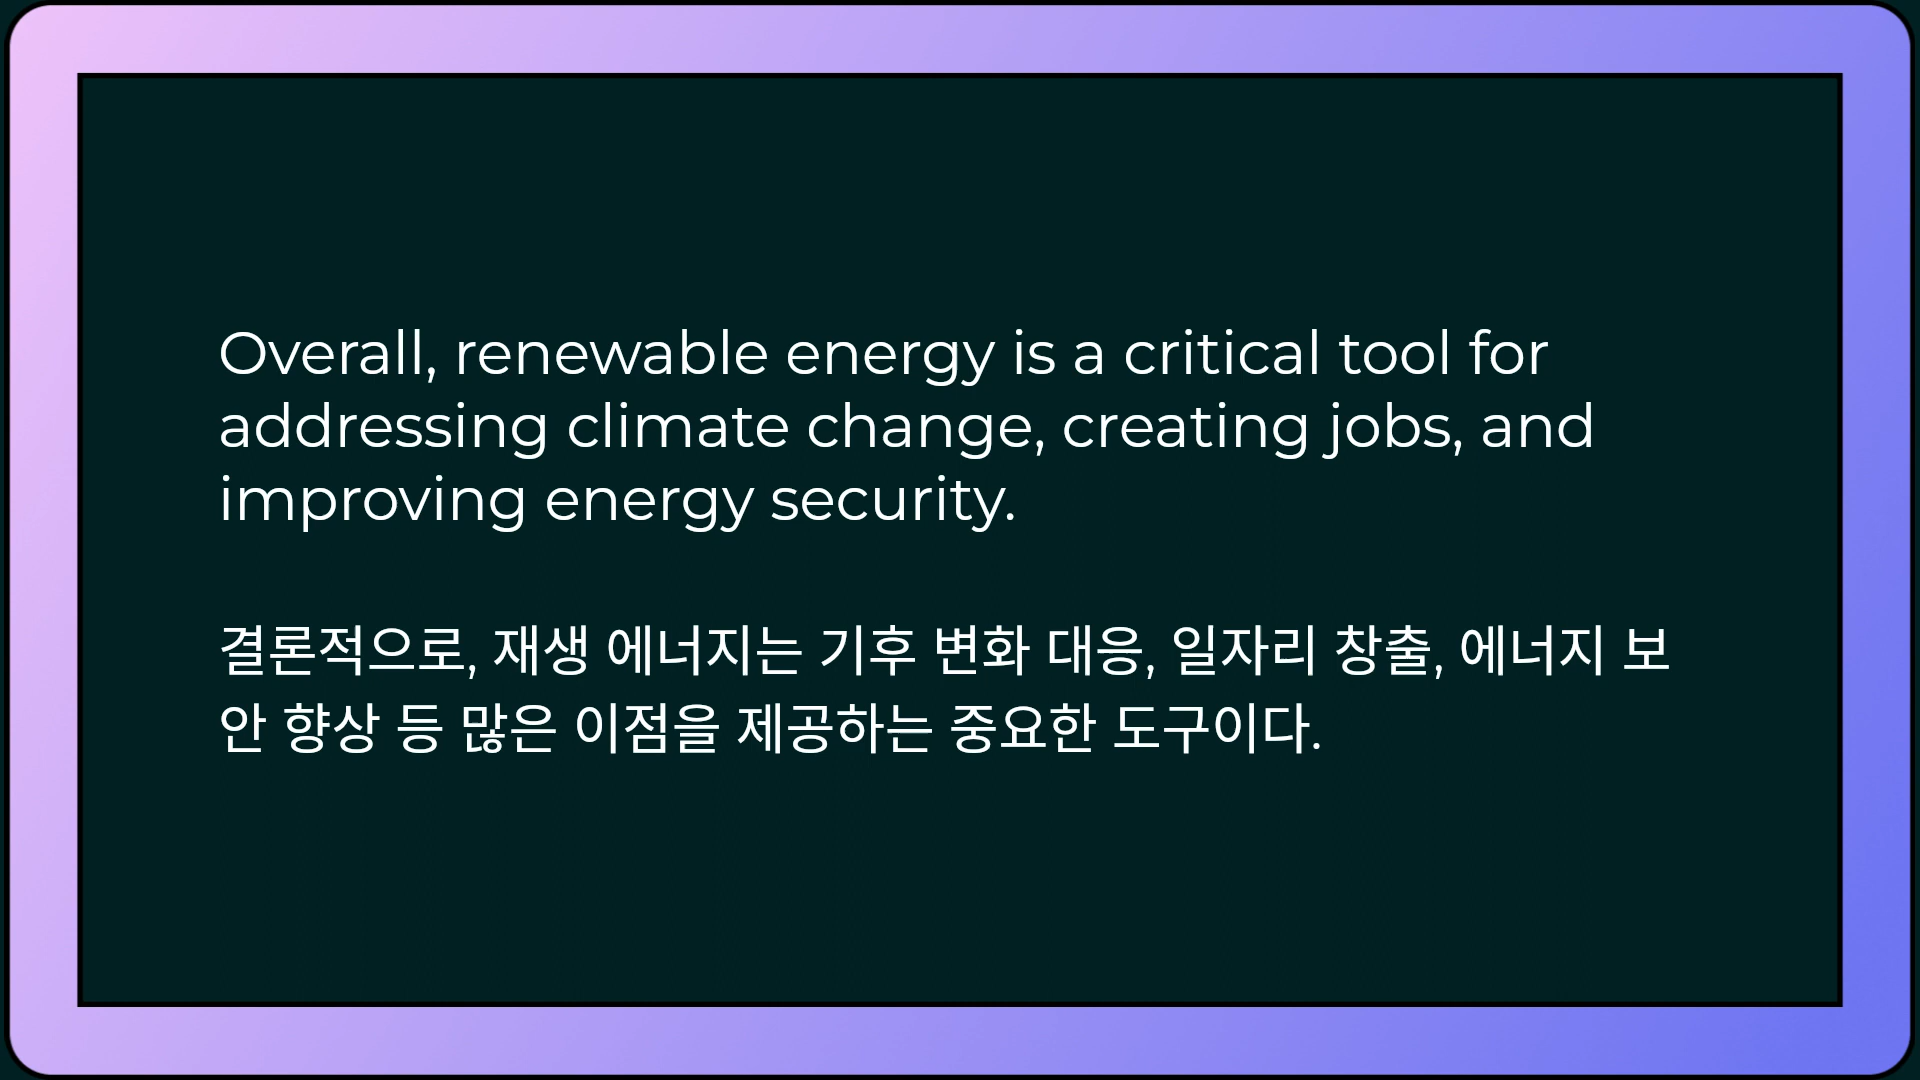 Overall, renewable energy is a critical tool for
addressing climate change, creating jobs, and
improving energy security.
결론적으로, 재생 에너지는 기후 변화 대응, 일자리 창출, 에너지 보
안 향상 등 많은 이점을 제공하는 중요한 도구이다.